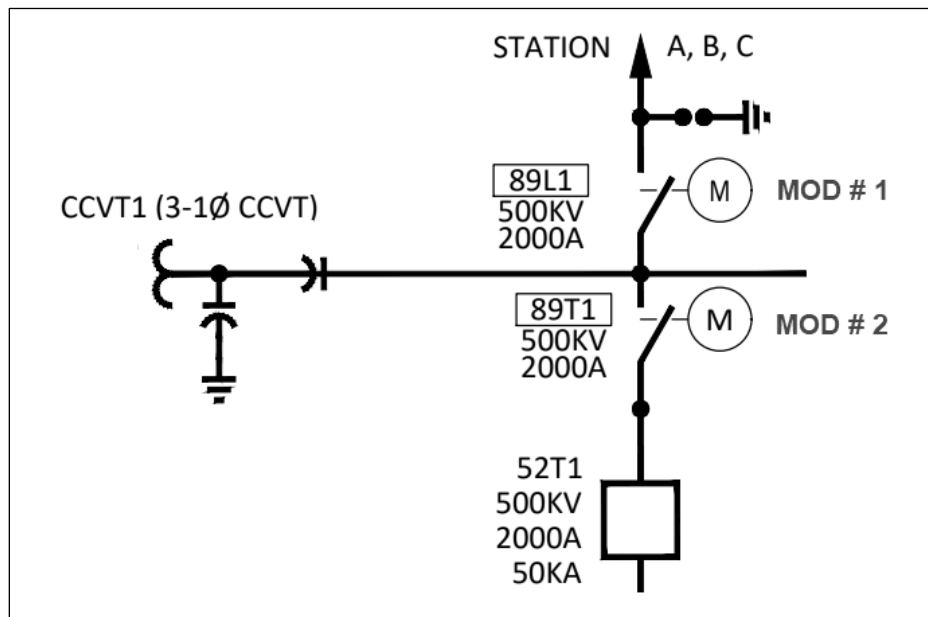 STATION
A, B, C
89L1
500KV
2000A
M
MOD # 1
CCVT1 (3-1Ø CCVT)
89T1
500KV
2000A
M
MOD # 2
52T1
500KV
2000A
50KA